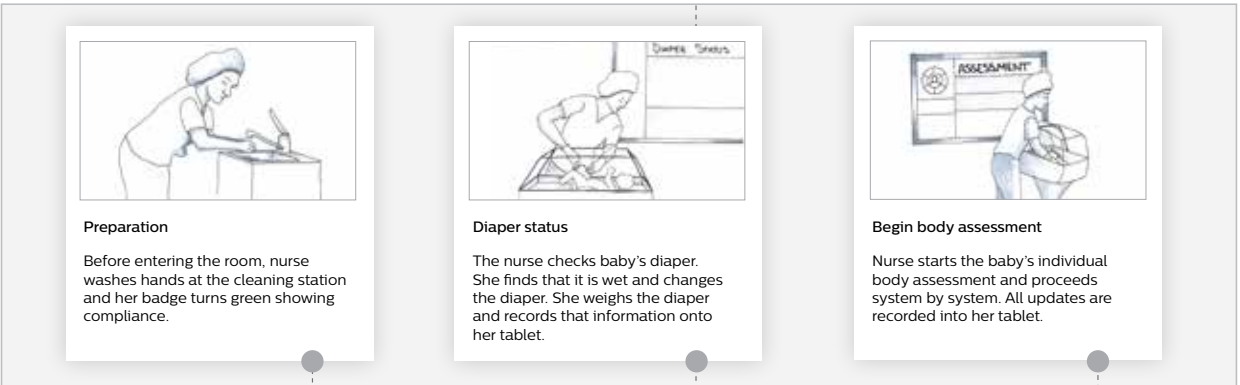 Preparation
Before entering the room, nurse
washes hands at the cleaning station
and her badge turns green showing
compliance.
DIAPER STATUS
Diaper status
The nurse checks baby’s diaper.
She finds that it is wet and changes
the diaper. She weighs the diaper
and records that information onto
her tablet.
ASSESSMENT
Begin body assessment
Nurse starts the baby’s individual
body assessment and proceeds
system by system. All updates are
recorded into her tablet.